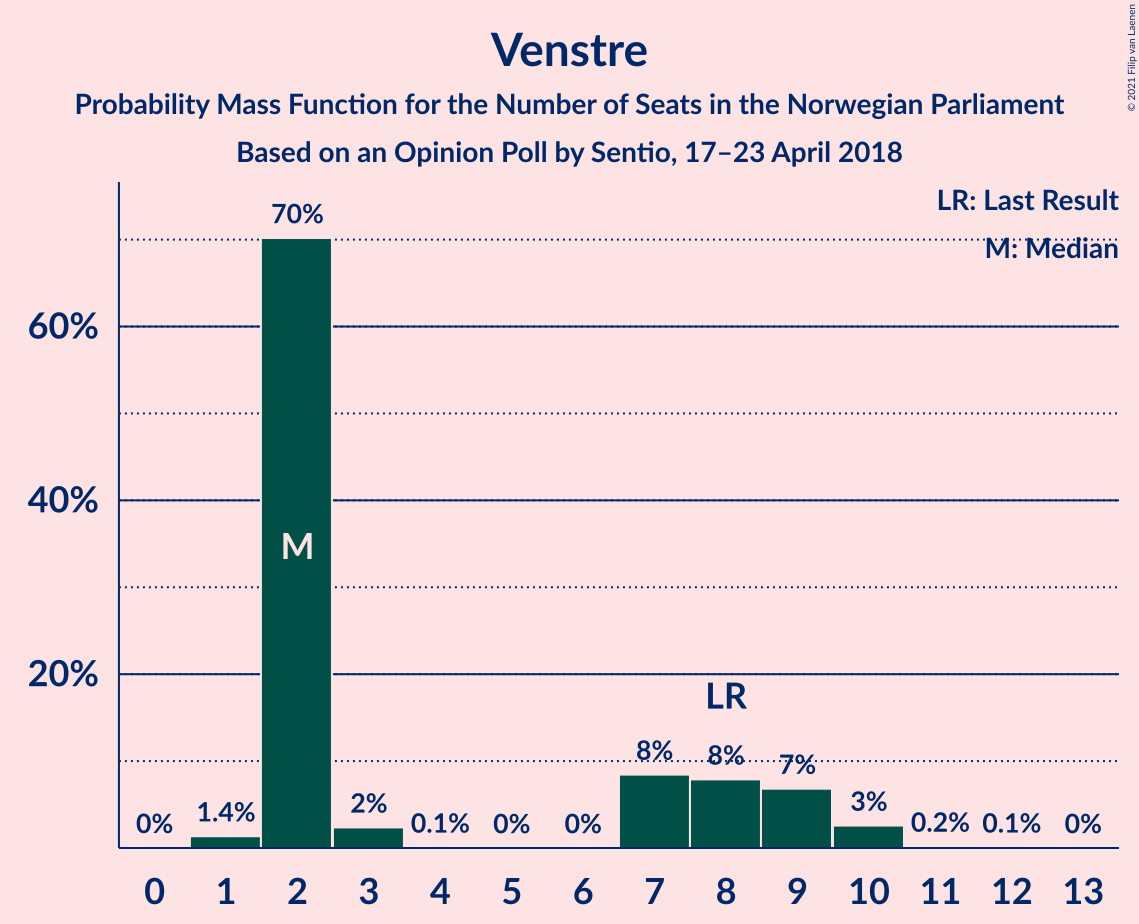 Venstre
Probability Mass Function for the Number of Seats in the Norwegian Parliament
Based on an Opinion Poll by Sentio, 17–23 April 2018
© 2021 Filip van Laenen
LR: Last Result
M: Median
60%
40%
20%
70%
M
LR
0%
1.4%
2%
0.1%
0%
0%
8%
8%
7%
3%
0.2%
0.1%
0%
0 1 2 3 4 5 6 7 8 9 10 11 12 13